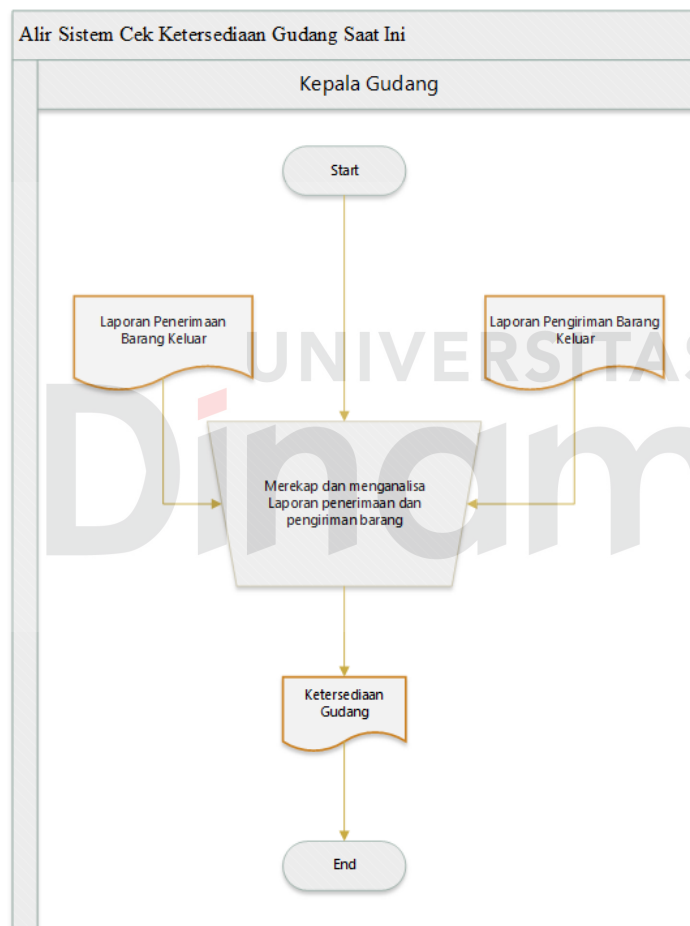 Alir Sistem Cek Ketersediaan Gudang Saat Ini
Kepala Gudang
Start
Laporan Penerimaan
Barang Keluar
Laporan Pengiriman Barang
Keluar
UNIVERSITAS
Dinam
Merekap dan menganalisa
Laporan penerimaan dan
pengiriman barang
Ketersediaan
Gudang
End